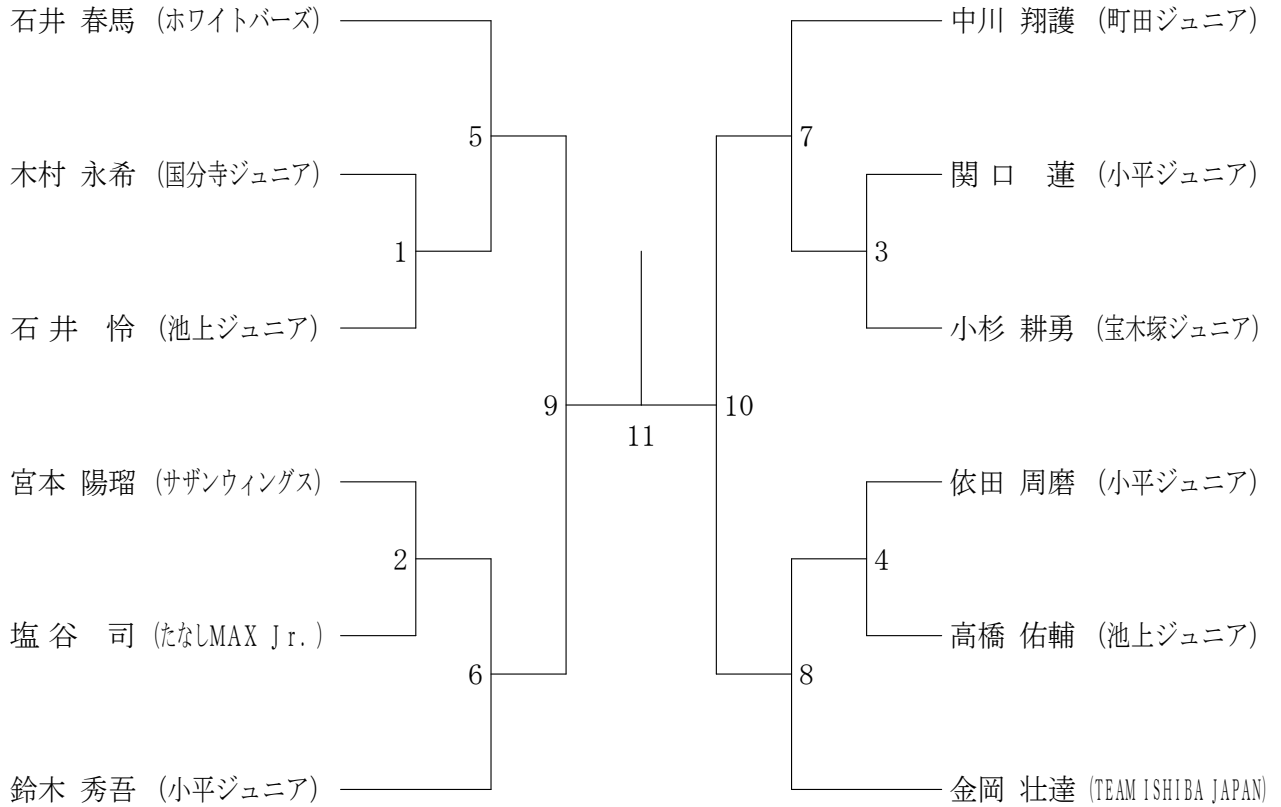 石井 春馬 (ホワイトバーズ)
木村 永希 (国分寺ジュニア)
石井 怜 (池上ジュニア)
宮本 陽瑠 (サザンウィングス)
塩谷 司 (たなしMAX Jr.)
鈴木 秀吾 (小平ジュニア)
5
1
9
2
6
11
7
3
10
4
8
中川 翔護 (町田ジュニア)
関口 蓮 (小平ジュニア)
小杉 耕勇 (宝木塚ジュニア)
依田 周磨 (小平ジュニア)
高橋 佑輔 (池上ジュニア)
金岡 壮達 (TEAM ISHIBA JAPAN)